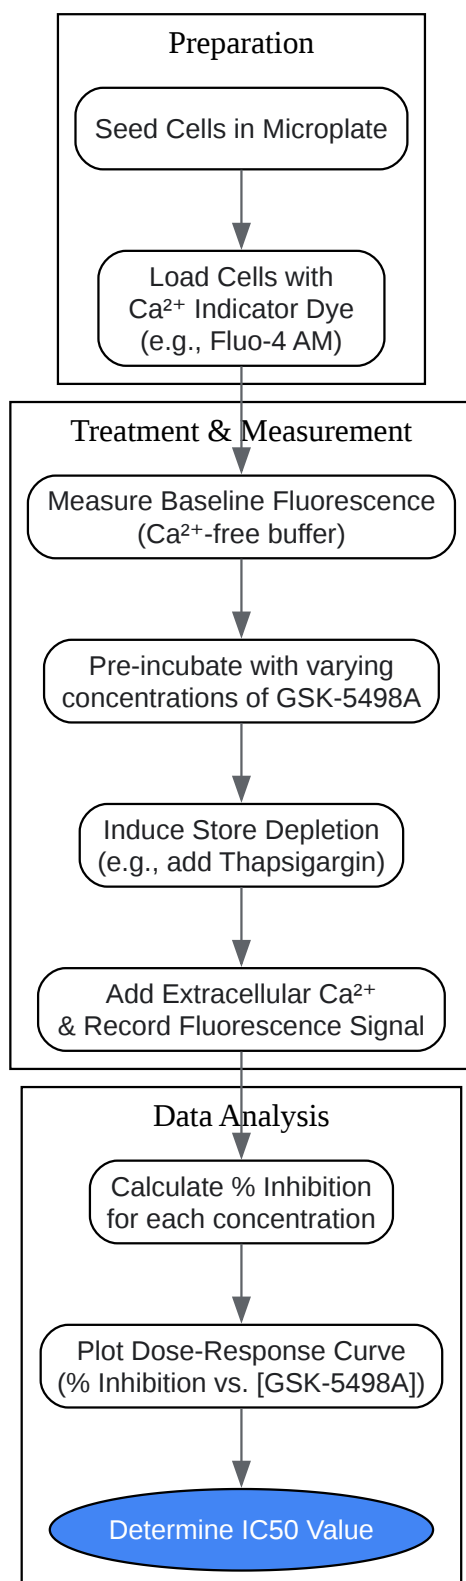 Preparation
Seed Cells in Microplate
Load Cells with
Ca²⁺ Indicator Dye
(e.g., Fluo-4 AM)
Treatment & Measurement
Measure Baseline Fluorescence
(Ca²⁺-free buffer)
Pre-incubate with varying
concentrations of GSK-5498A
Induce Store Depletion
(e.g., add Thapsigargin)
Add Extracellular Ca²⁺
& Record Fluorescence Signal
Data Analysis
Calculate % Inhibition
for each concentration
Plot Dose-Response Curve
(% Inhibition vs. [GSK-5498A])
Determine IC50 Value